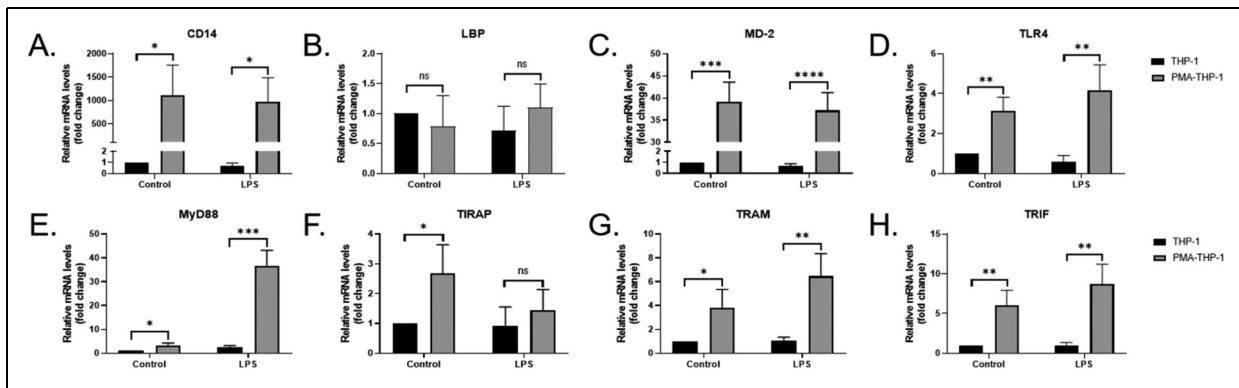 A.
CD14
Relative mRNA levels
(fold change)
2000
1500
1000
500
2
1
0
*
*
Control
LPS
B.
LBP
Relative mRNA levels
(fold change)
2.0
1.5
1.0
0.5
0.0
ns
ns
Control
LPS
C.
MD-2
Relative mRNA levels
(fold change)
50
45
40
35
2
1
0
***
****
Control
LPS
D.
TLR4
Relative mRNA levels
(fold change)
6
4
2
0
**
**
Control
LPS
THP-1
PMA-THP-1
E.
MyD88
Relative mRNA levels
(fold change)
50
40
30
20
10
0
*
***
Control
LPS
F.
TIRAP
Relative mRNA levels
(fold change)
4
3
2
1
0
*
ns
Control
LPS
G.
TRAM
Relative mRNA levels
(fold change)
10
8
6
4
2
0
*
**
Control
LPS
H.
TRIF
Relative mRNA levels
(fold change)
15
10
5
0
**
**
Control
LPS
THP-1
PMA-THP-1